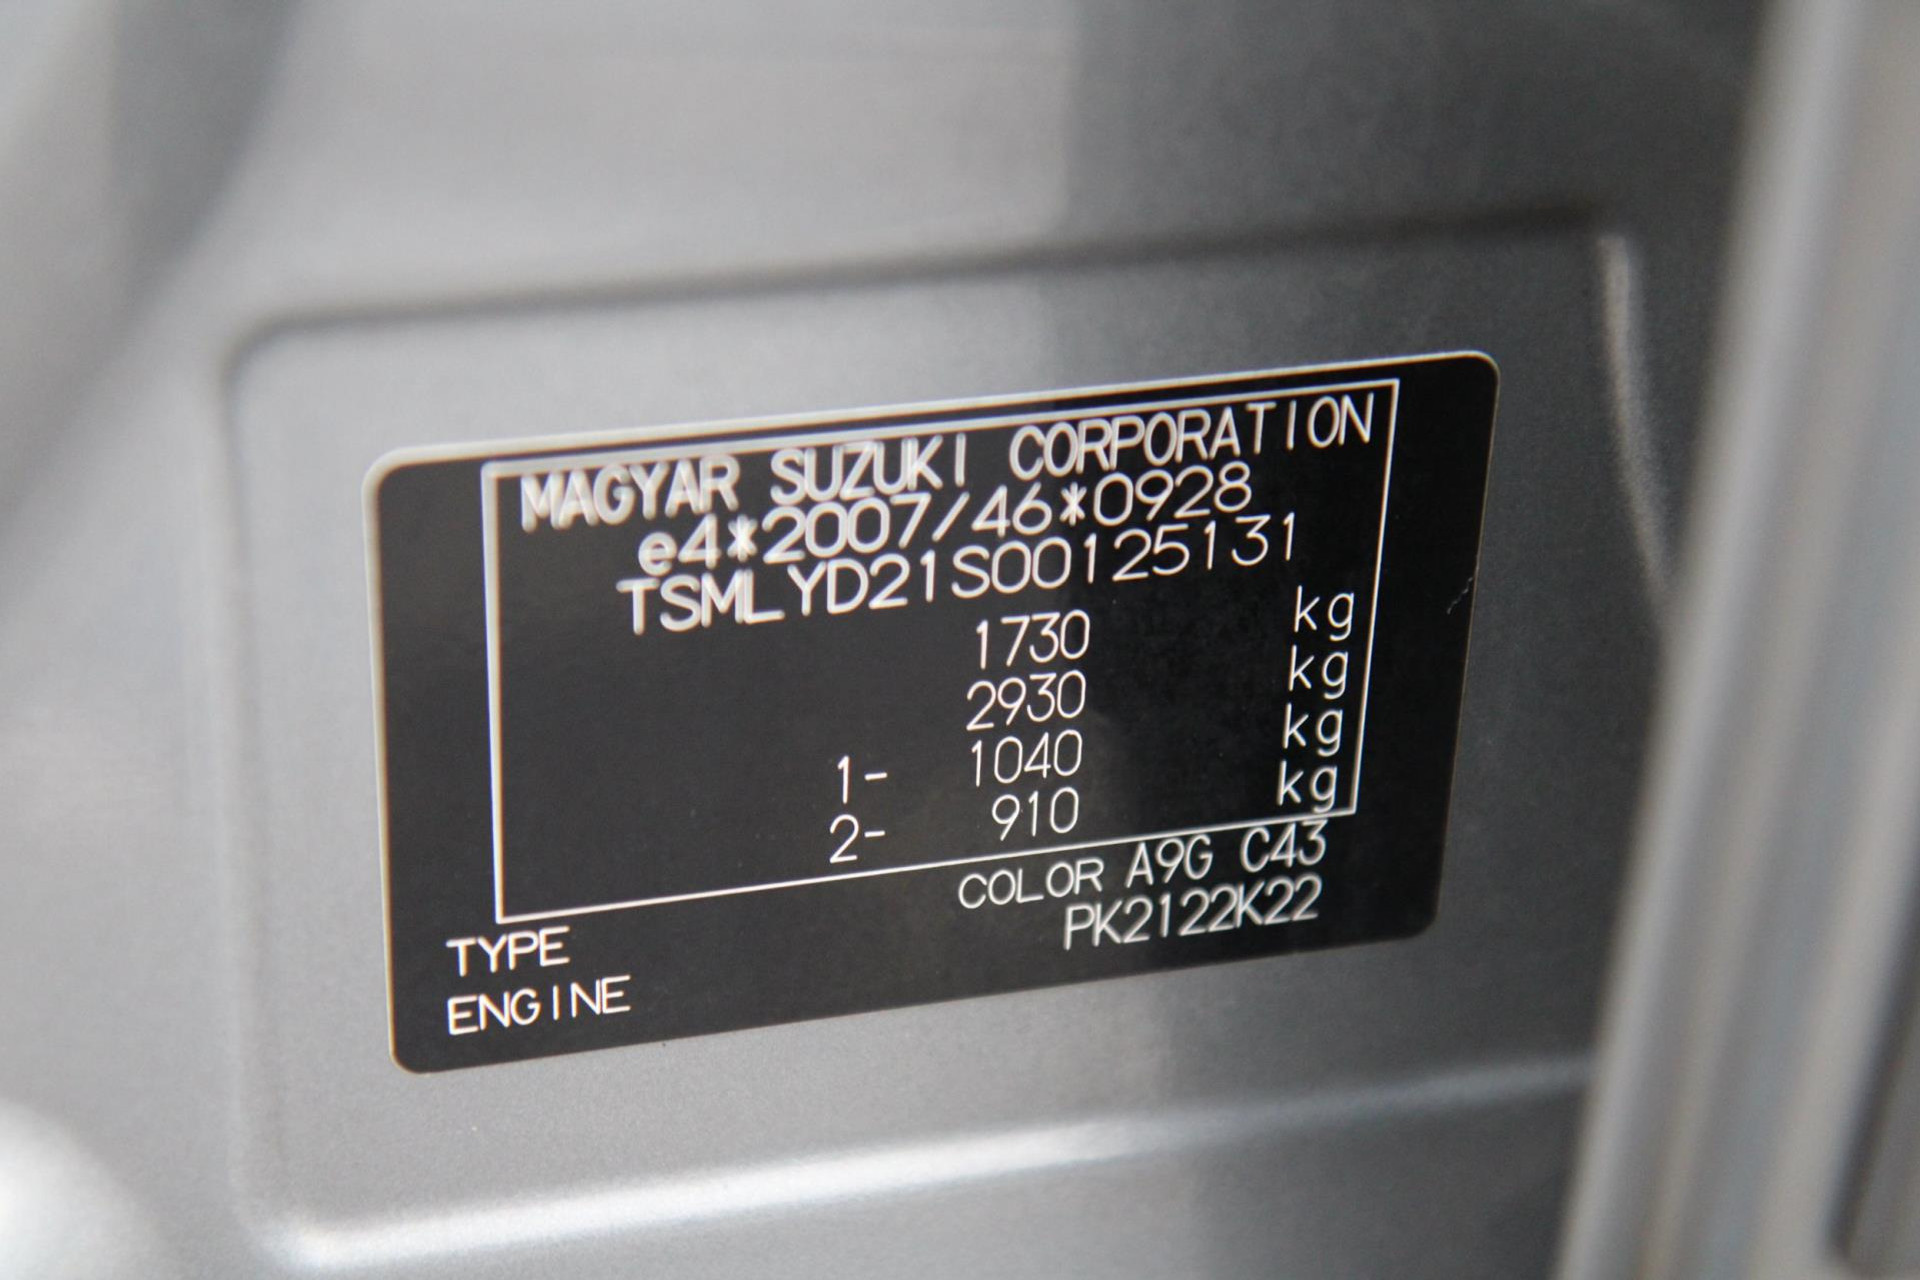 MAGYAR SUZUKI CORPORATION
e4*2007/46*0928
TSMLYD21S00125131
1730 kg
2930 kg
1- 1040 kg
2- 910 kg
COLOR A9G C43
TYPE PK2122K22
ENGINE